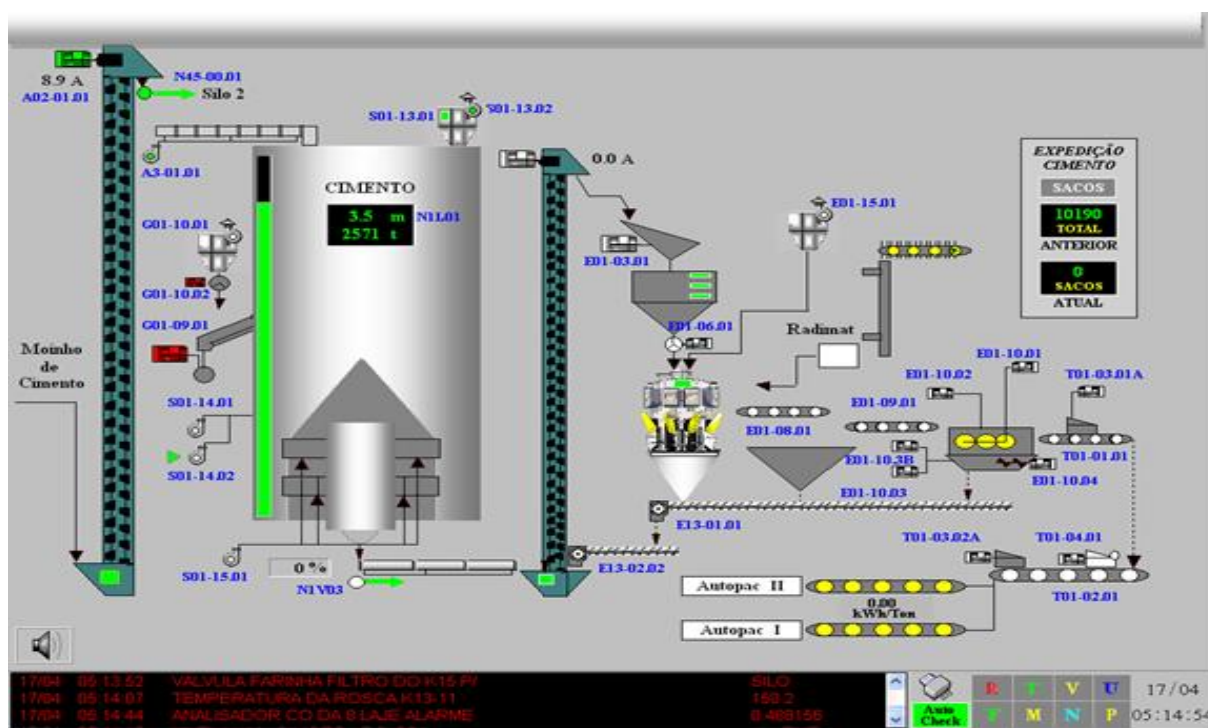 8.9 A
A02-01.01
N45-00.01
Silo 2
S01-13.01
S01-13.02
A3-01.01
0.0 A
CIMENTO
3.5 m
2571 t
N1L01
G01-10.01
G01-10.02
G01-09.01
Moinho
de
Cimento
S01-14.01
S01-14.02
S01-15.01
0 %
N1V03
E01-03.01
E01-15.01
E01-06.01
Radimat
E01-08.01
E01-09.01
E01-10.02
E01-10.01
T01-03.01A
E01-10.3B
T01-01.01
E01-10.04
E01-10.03
E13-01.01
E13-02.02
T01-03.02A
T01-04.01
T01-02.01
Autopac II
0.00
kWh/Ton
Autopac I
EXPEDIÇÃO
CIMENTO
SACOS
10190
TOTAL
ANTERIOR
0
SACOS
ATUAL
17/04 05:13:52 VALVULA FARINHA FILTRO DO K15 P/ SILO
17/04 05:14:07 TEMPERATURA DA ROSCA K13-11 150.2
17/04 05:14:44 ANALISADOR CO DA 8 LAJE ALARME
Auto
Check
R
V U
M N P
17/04
05:14:54